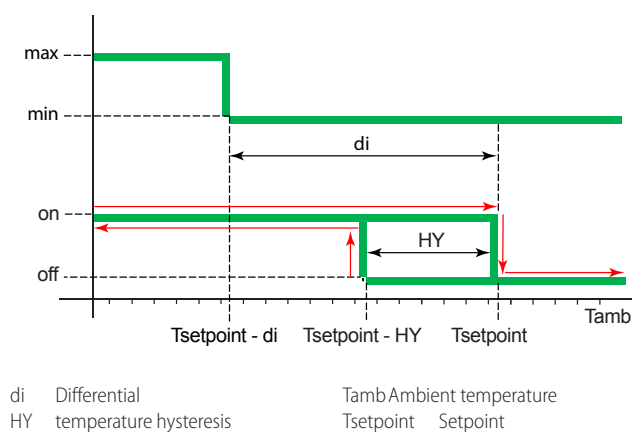 max
min
di
on
HY
off
Tamb
Tsetpoint - di Tsetpoint - HY Tsetpoint
di Differential Tamb Ambient temperature
HY temperature hysteresis Tsetpoint Setpoint